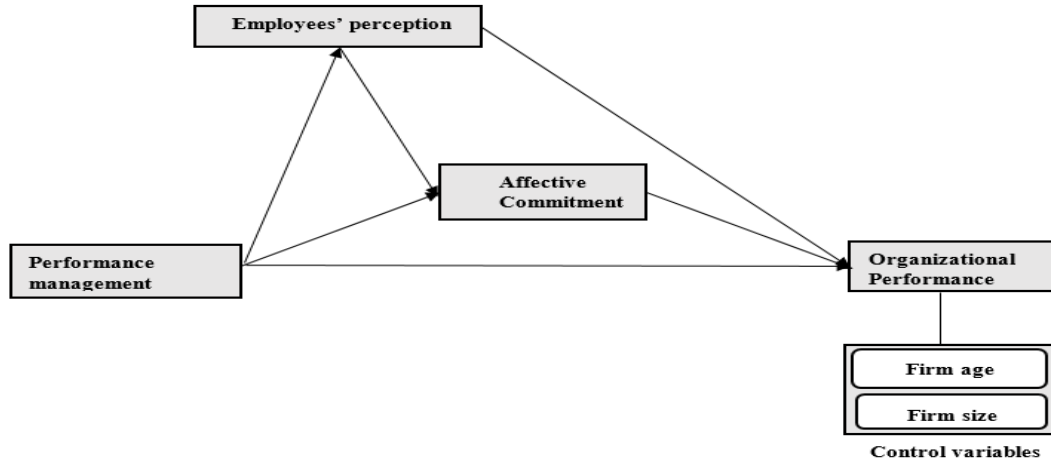 Employees’ perception
Affective
Commitment
Performance
management
Organizational
Performance
Firm age
Firm size
Control variables